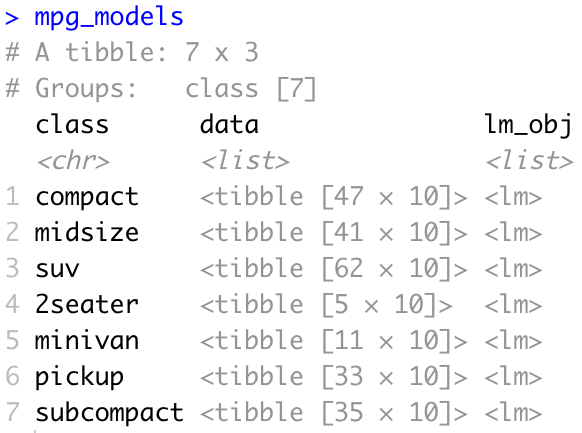 > mpg_models
# A tibble: 7 x 3
# Groups:   class [7]
  class      data               lm_obj
  <chr>      <list>             <list>
1 compact    <tibble [47 × 10]> <lm>
2 midsize    <tibble [41 × 10]> <lm>
3 suv        <tibble [62 × 10]> <lm>
4 2seater    <tibble [5 × 10]>  <lm>
5 minivan    <tibble [11 × 10]> <lm>
6 pickup     <tibble [33 × 10]> <lm>
7 subcompact <tibble [35 × 10]> <lm>